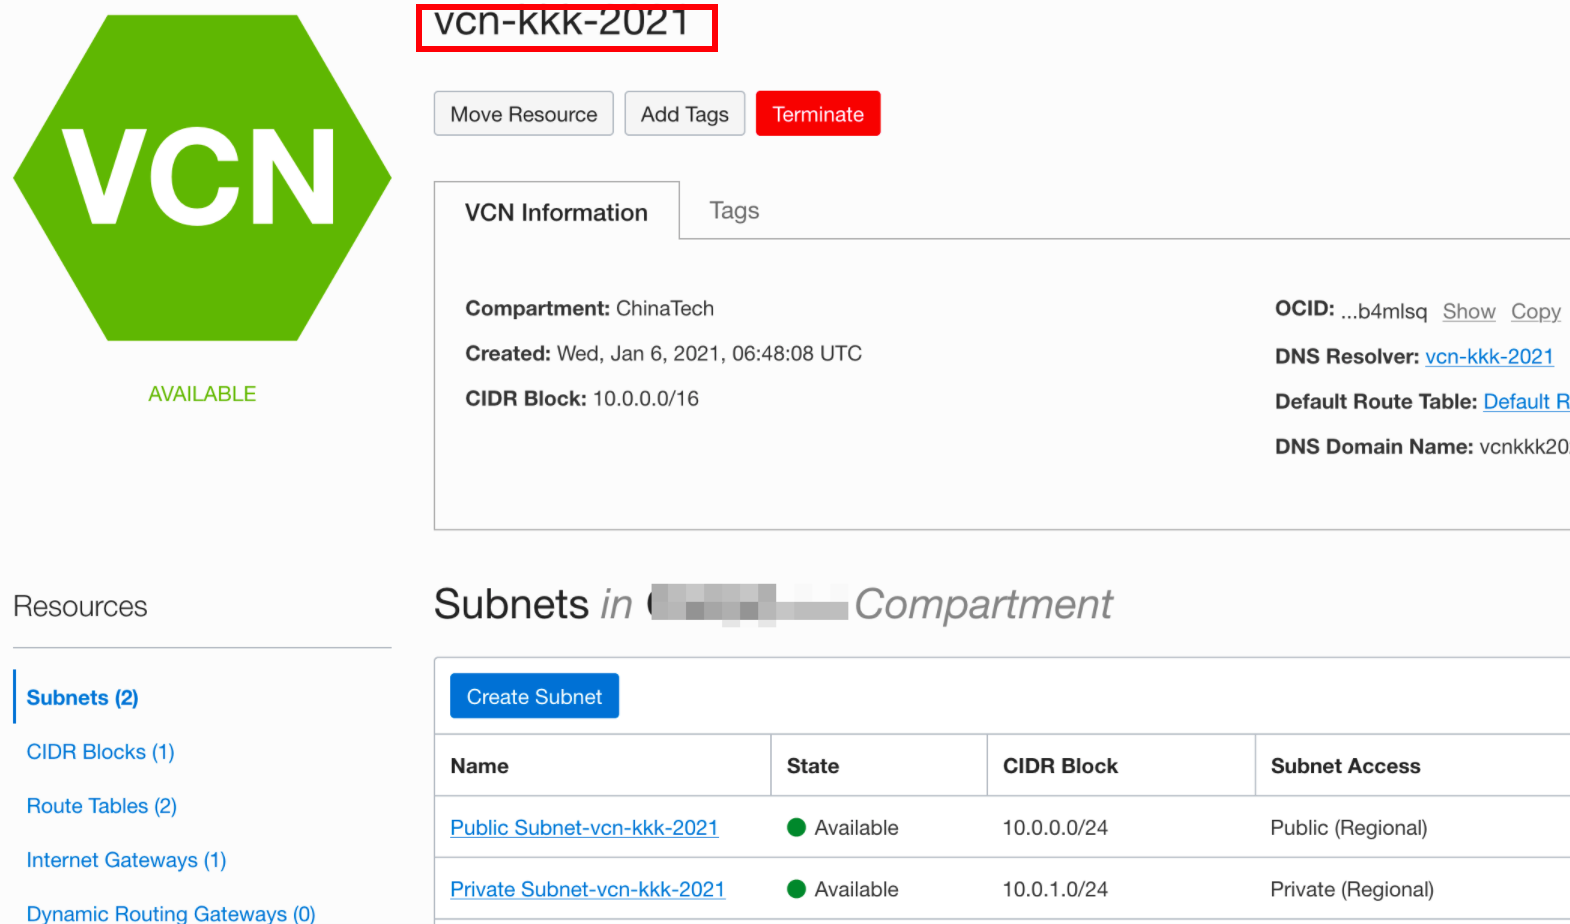 vcn-kkk-2021
VCN
AVAILABLE
Move Resource
Add Tags
Terminate
VCN Information
Tags
Compartment: ChinaTech
Created: Wed, Jan 6, 2021, 06:48:08 UTC
CIDR Block: 10.0.0.0/16
OCID: ...b4mlsq Show Copy
DNS Resolver: vcn-kkk-2021
Default Route Table: Default R
DNS Domain Name: vcnkkk20
Resources
Subnets (2)
CIDR Blocks (1)
Route Tables (2)
Internet Gateways (1)
Dynamic Routing Gateways (0)
Subnets in Compartment
Create Subnet
Name State CIDR Block Subnet Access
Public Subnet-vcn-kkk-2021 Available 10.0.0.0/24 Public (Regional)
Private Subnet-vcn-kkk-2021 Available 10.0.1.0/24 Private (Regional)